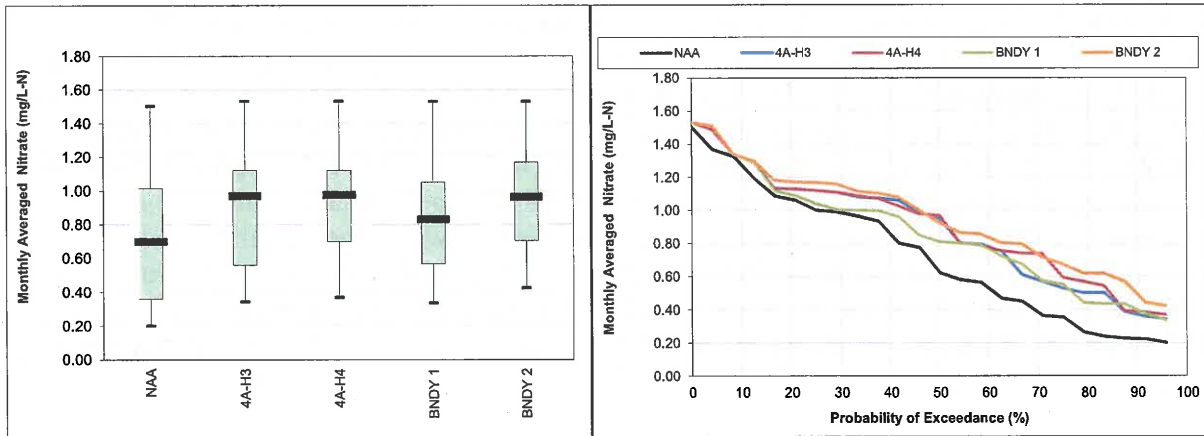 Monthly Averaged Nitrate (mg/L-N)
1.80
1.60
1.40
1.20
1.00
0.80
0.60
0.40
0.20
0.00
NAA
4A-H3
4A-H4
BNDY 1
BNDY 2
NAA 4A-H3 4A-H4 BNDY 1 BNDY 2
Monthly Averaged Nitrate (mg/L-N)
1.80
1.60
1.40
1.20
1.00
0.80
0.60
0.40
0.20
0.00
0 10 20 30 40 50 60 70 80 90 100
Probability of Exceedance (%)